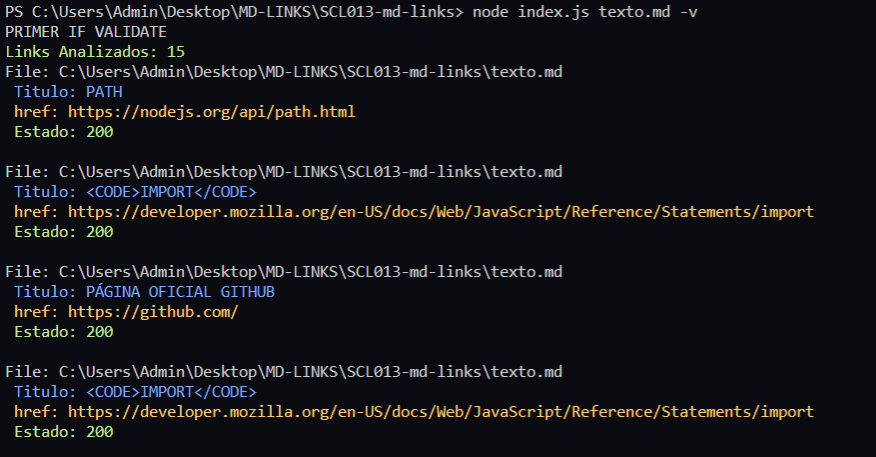 PS C:\Users\Admin\Desktop\MD-LINKS\SCL013-md-links> node index.js texto.md -v
PRIMER IF VALIDATE
Links Analizados: 15
File: C:\Users\Admin\Desktop\MD-LINKS\SCL013-md-links\texto.md
Titulo: PATH
href: https://nodejs.org/api/path.html
Estado: 200
File: C:\Users\Admin\Desktop\MD-LINKS\SCL013-md-links\texto.md
Titulo: <CODE>IMPORT</CODE>
href: https://developer.mozilla.org/en-US/docs/Web/JavaScript/Reference/Statements/import
Estado: 200
File: C:\Users\Admin\Desktop\MD-LINKS\SCL013-md-links\texto.md
Titulo: PÁGINA OFICIAL GITHUB
href: https://github.com/
Estado: 200
File: C:\Users\Admin\Desktop\MD-LINKS\SCL013-md-links\texto.md
Titulo: <CODE>IMPORT</CODE>
href: https://developer.mozilla.org/en-US/docs/Web/JavaScript/Reference/Statements/import
Estado: 200